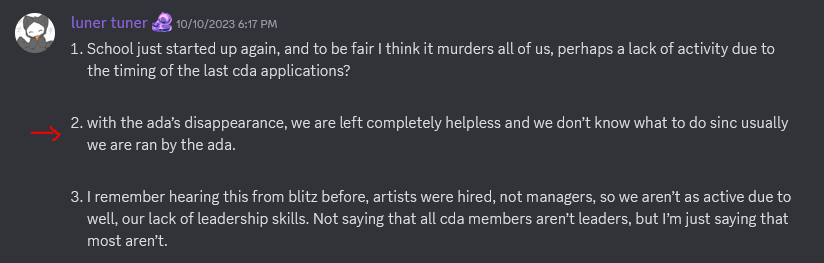 luner tuner 10/10/2023 6:17 PM
1. School just started up again, and to be fair I think it murders all of us, perhaps a lack of activity due to
the timing of the last cda applications?
2. with the ada’s disappearance, we are left completely helpless and we don’t know what to do sinc usually
we are ran by the ada.
3. I remember hearing this from blitz before, artists were hired, not managers, so we aren’t as active due to
well, our lack of leadership skills. Not saying that all cda members aren’t leaders, but I’m just saying that
most aren’t.